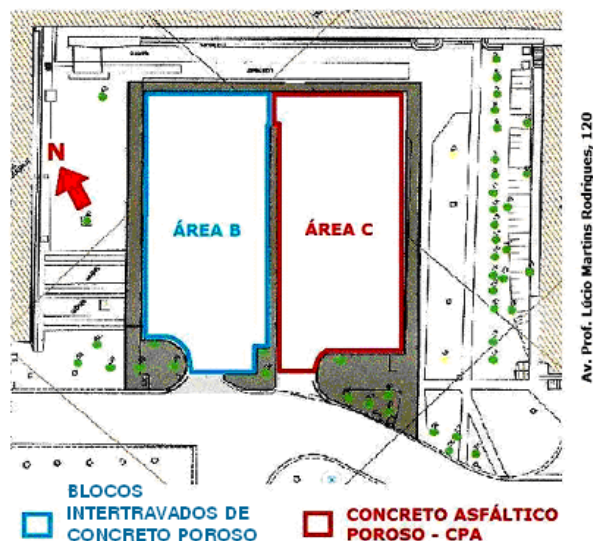 N
ÁREA B
ÁREA C
Av. Prof. Lúcio Martins Rodrigues, 120
BLOCOS
INTERTRAVADOS DE
CONCRETO POROSO
CONCRETO ASFÁLTICO
POROSO - CPA